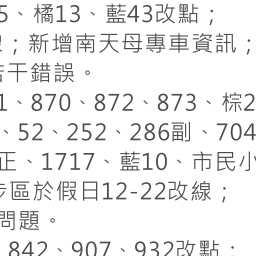 5、橘13、藍43改點；
；新增南天母專車資訊；
干錯誤。
1、870、872、873、棕2
、52、252、286副、704
正、1717、藍10、市民小
區於假日12-22改線；
問題。
842、907、932改點；